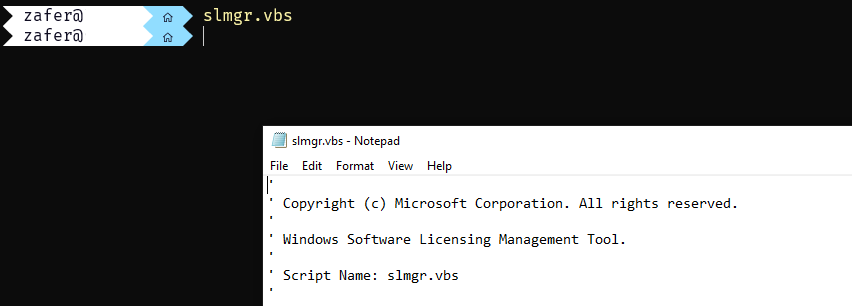 zafer@ slmgr.vbs
zafer@
slmgr.vbs - Notepad
File Edit Format View Help
'
' Copyright (c) Microsoft Corporation. All rights reserved.
'
' Windows Software Licensing Management Tool.
'
' Script Name: slmgr.vbs
'